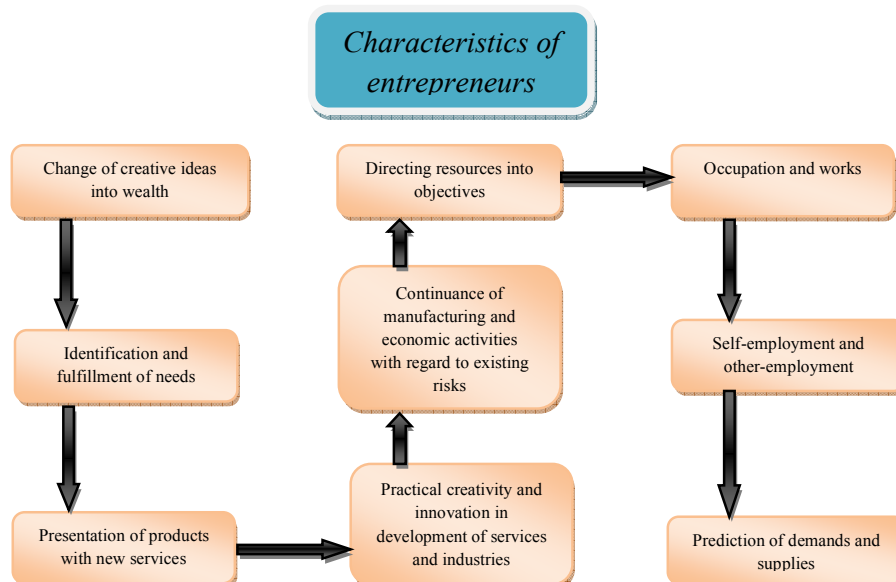 Characteristics of
entrepreneurs
Change of creative ideas
into wealth
Identification and
fulfillment of needs
Presentation of products
with new services
Practical creativity and
innovation in
development of services
and industries
Continuance of
manufacturing and
economic activities
with regard to existing
risks
Directing resources into
objectives
Occupation and works
Self-employment and
other-employment
Prediction of demands and
supplies